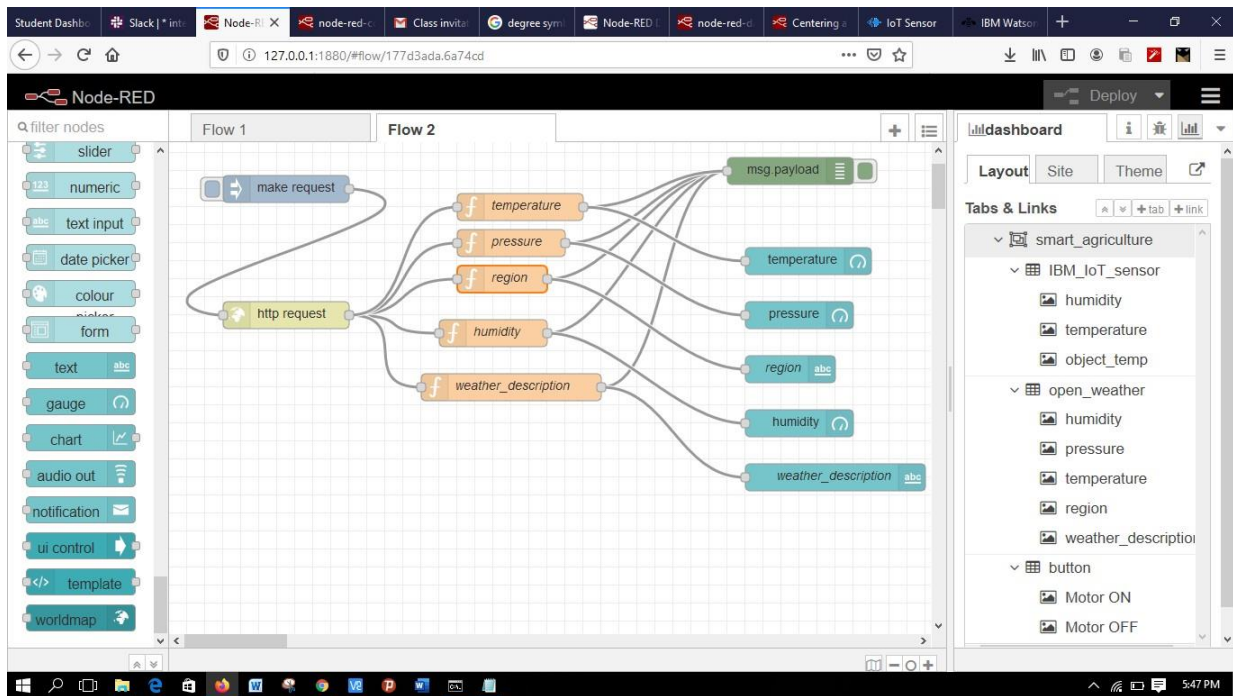 Student Dashbo
Slack | * inte
Node-RE
node-red-c
Class invita
degree sym
Node-RED
node-red-d
Centering a
IoT Sensor
IBM Watson
127.0.0.1:1880/#flow/177d3ada.6a74cd
Node-RED
Deploy
filter nodes
slider
numeric
text input
date picker
colour
picker
form
text
gauge
chart
audio out
notification
ui control
template
worldmap
Flow 1
Flow 2
make request
http request
temperature
pressure
region
humidity
weather_description
msg.payload
temperature
pressure
region
humidity
weather_description
dashboard
Layout
Site
Theme
Tabs & Links
tab
link
smart_agriculture
IBM_IoT_sensor
humidity
temperature
object_temp
open_weather
humidity
pressure
temperature
region
weather_description
button
Motor ON
Motor OFF
5:47 PM